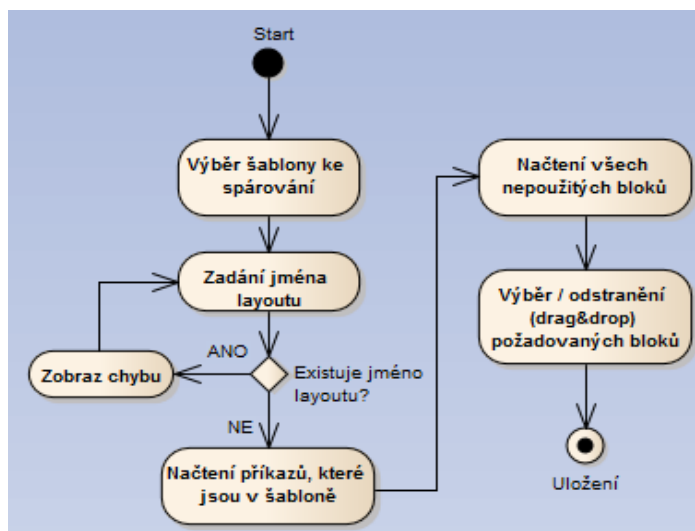 Start
Výběr šablony ke
spárování
Zadání jména
layoutu
ANO
Zobraz chybu
Existuje jméno
layoutu?
NE
Načtení příkazů, které
jsou v šabloně
Načtení všech
nepoužitých bloků
Výběr / odstranění
(drag&drop)
požadovaných bloků
Uložení